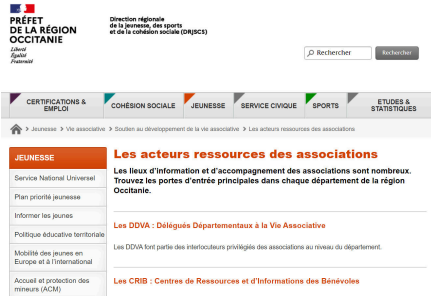 PRÉFET
DE LA RÉGION
OCCITANIE
Liberté
Égalité
Fraternité
Direction régionale
de la jeunesse, des sports
et de la cohésion sociale (DRJSCS)
Rechercher
Rechercher
CERTIFICATIONS &
EMPLOI
COHÉSION SOCIALE
JEUNESSE
SERVICE CIVIQUE
SPORTS
ETUDES &
STATISTIQUES
> Jeunesse > Vie associative > Soutien au développement de la vie associative > Les acteurs ressources des associations
JEUNESSE
Service National Universel
Plan priorité jeunesse
Informer les jeunes
Politique éducative territoriale
Mobilité des jeunes en
Europe et à l'international
Accueil et protection des
mineurs (ACM)
Les acteurs ressources des associations
Les lieux d'information et d'accompagnement des associations sont nombreux.
Trouvez les portes d'entrée principales dans chaque département de la région
Occitanie.
Les DDVA : Délégués Départementaux à la Vie Associative
Les DDVA font partie des interlocuteurs privilégiés des associations au niveau du département.
Les CRIB : Centres de Ressources et d'Informations des Bénévoles